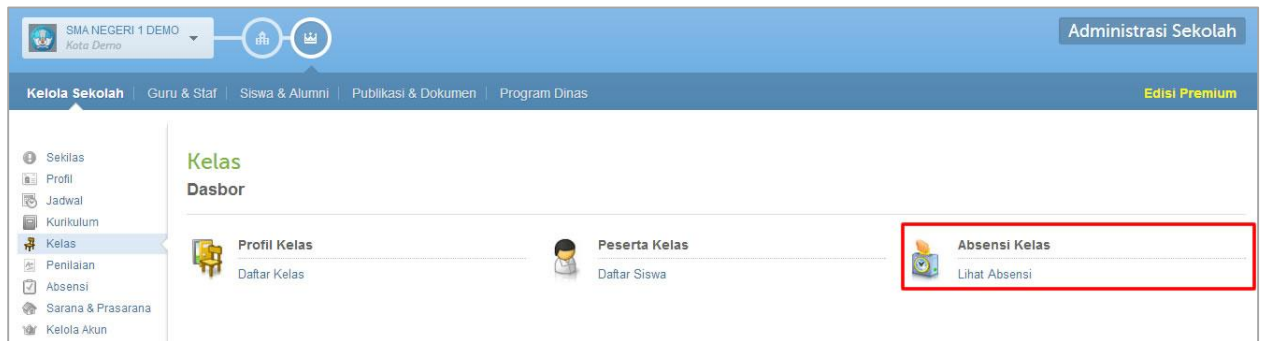 SMA NEGERI 1 DEMO
Kota Demo
Administrasi Sekolah
Kelola Sekolah | Guru & Staf | Siswa & Alumni | Publikasi & Dokumen | Program Dinas
Edisi Premium
Sekilas
Profil
Jadwal
Kurikulum
Kelas
Penilaian
Absensi
Sarana & Prasarana
Kelola Akun
Kelas
Dasbor
Profil Kelas
Daftar Kelas
Peserta Kelas
Daftar Siswa
Absensi Kelas
Lihat Absensi